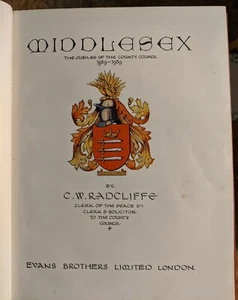 MIDDLESEX
THE JUBILEE OF THE COUNTY COUNCIL
1889-1939
BY
C.W. RADCLIFFE
CLERK OF THE PEACE &
CLERK & SOLICITOR
TO THE COUNTY
COUNCIL
EVANS BROTHERS LIMITED LONDON